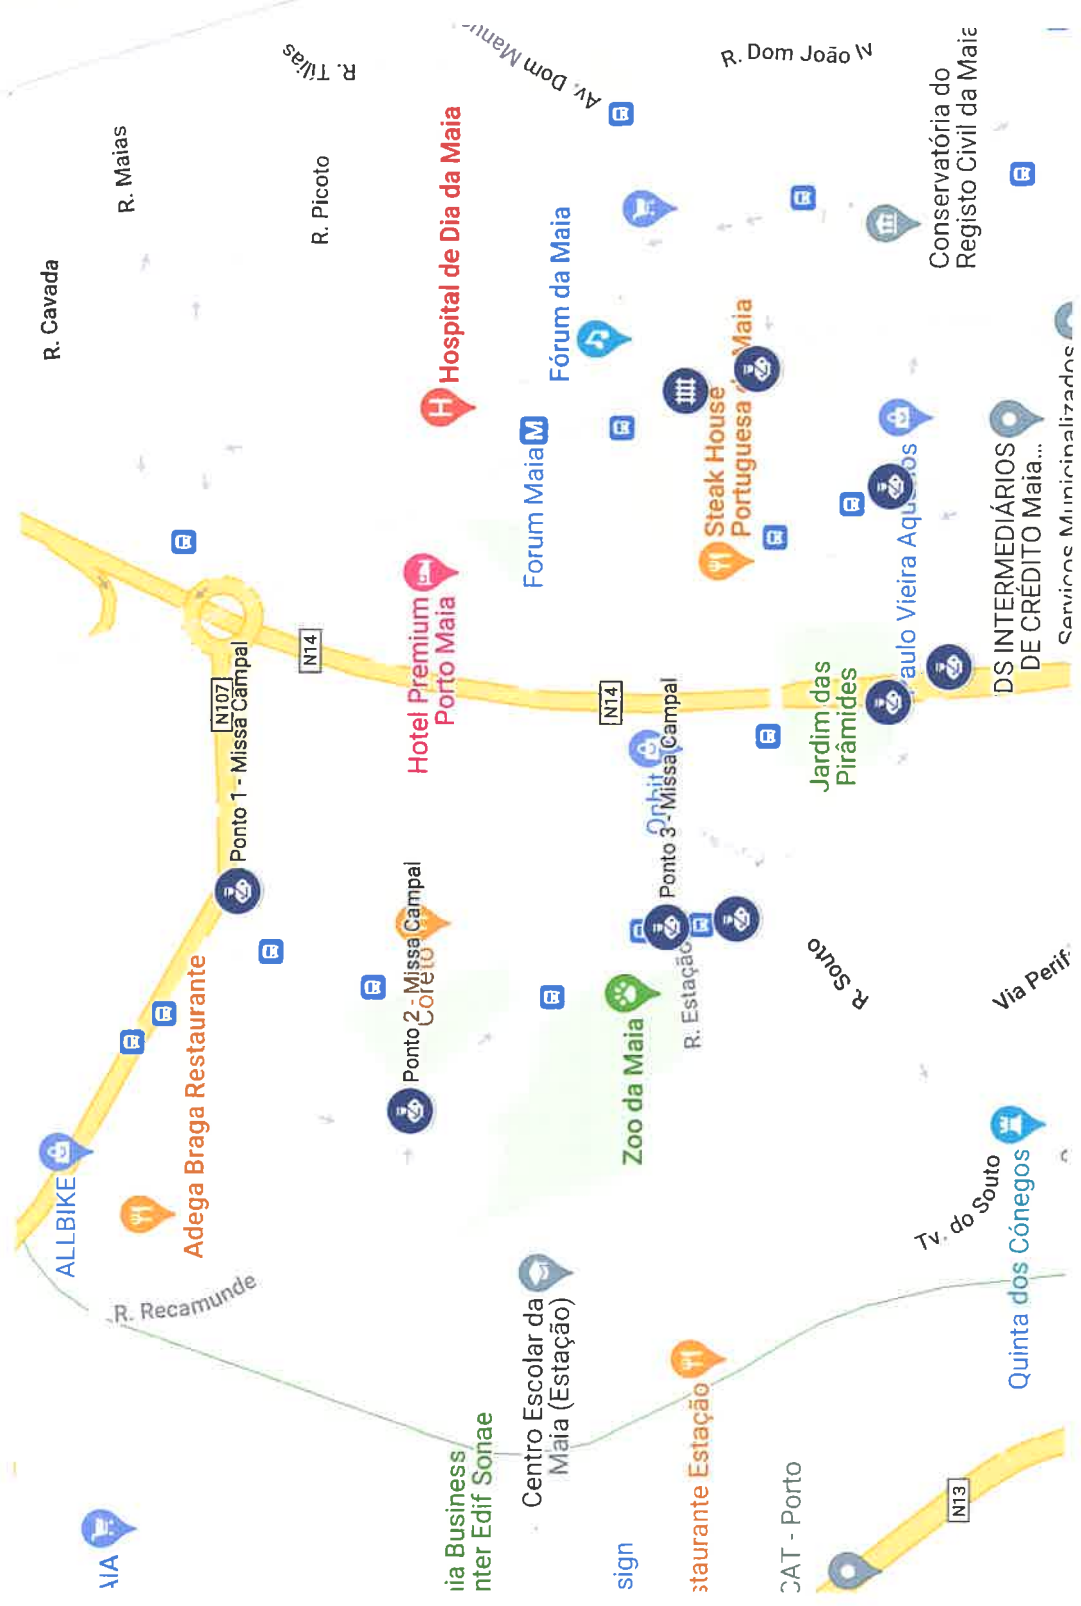 R. Cavada
R. Maias
R. Tílias
R. Picoto
Av. Dom
R. Dom João IV
Hospital de Dia da Maia
Fórum da Maia
Forum Maia
M
Conservatória do
Registo Civil da Maia
Steak House
Portuguesa
Maia
Hotel Premium
Porto Maia
N14
N107
Ponto 1 - Missa Campal
N14
Jardim das
Pirâmides
DS INTERMEDIÁRIOS
DE CRÉDITO Maia...
Serviços Municipalizados
Ponto 3 - Missa Campal
Ponto 2 - Missa Campal
Coreto
Adega Braga Restaurante
ALLBIKE
Zoo da Maia
R. Estação
R. Souto
Via Perif
R. Recamunde
Tv. do Souto
Quinta dos Cónegos
Centro Escolar da
Maia (Estação)
ia Business
nter Edif Sonae
sign
staurante Estação
CAT - Porto
N13
AIA